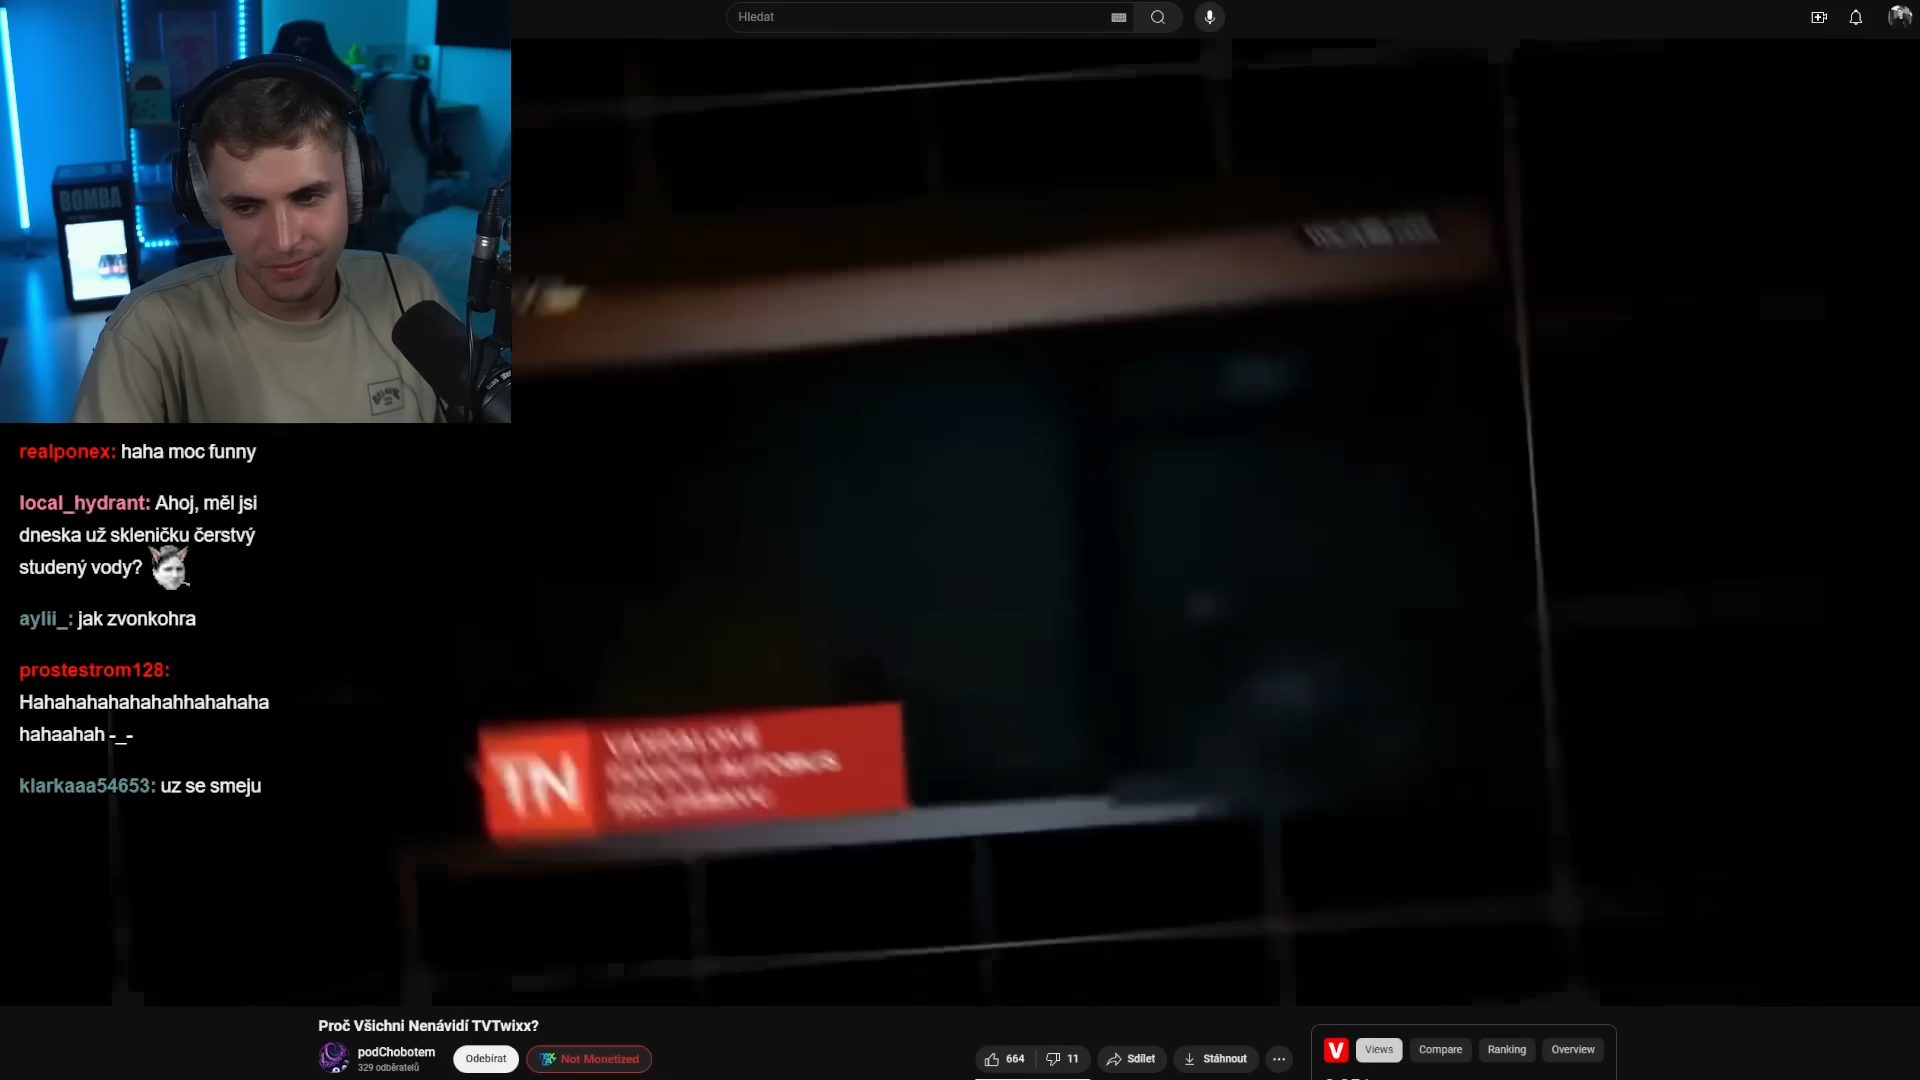 Hledat
BOMBA
realponex: haha moc funny
local_hydrant: Ahoj, měl jsi
dneska už skleničku čerstvý
studený vody?
aylii_: jak zvonkohra
prostestrom128:
Hahahahahahahahhahahaha
hahaahah -_-
klarkaaa54653: uz se smeju
TN
Proč Všichni Nenávidí TVTwixx?
podChobotem
329 odběratelů
Odebírat
Not Monetized
664
11
Sdílet
Stáhnout
Views
Compare
Ranking
Overview